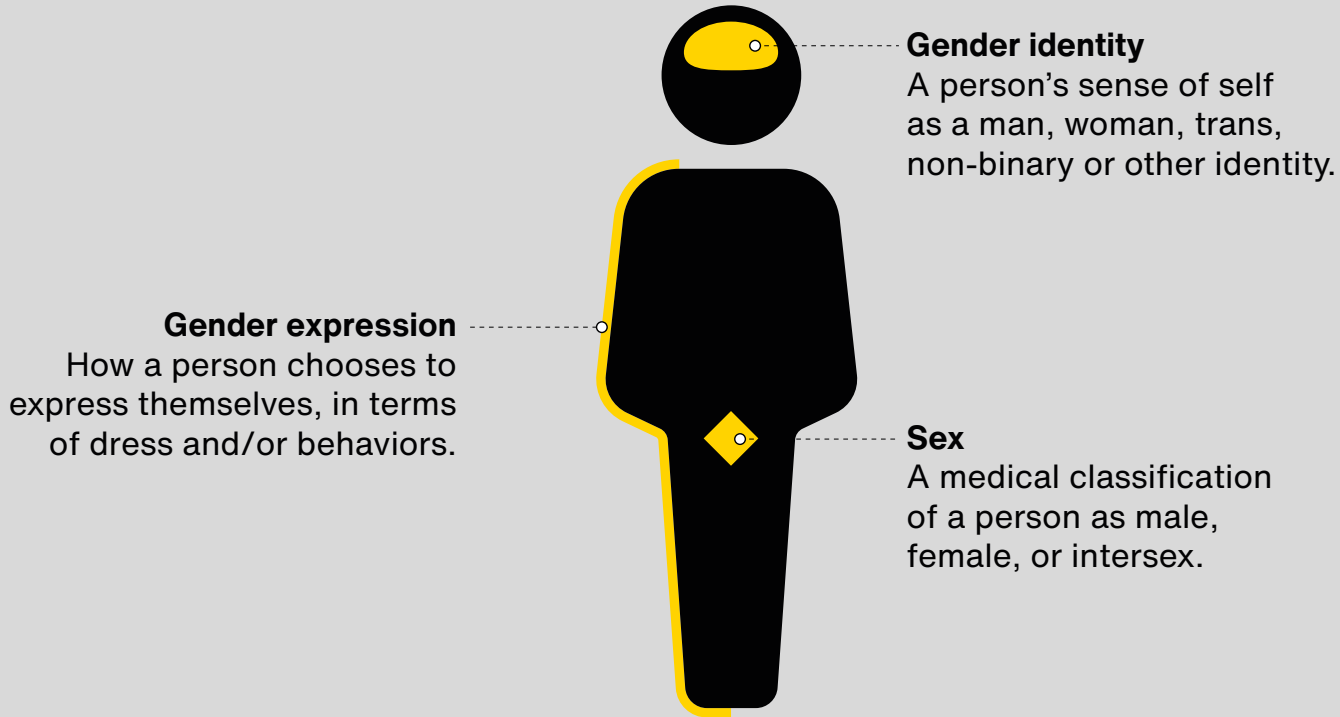 Gender identity
A person’s sense of self
as a man, woman, trans,
non-binary or other identity.
Gender expression
How a person chooses to
express themselves, in terms
of dress and/or behaviors.
Sex
A medical classification
of a person as male,
female, or intersex.